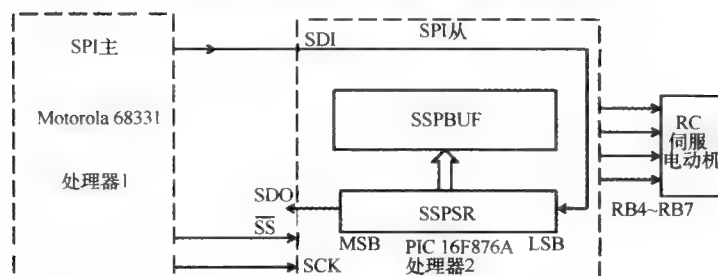 SPI主
Motorola 68331
处理器1
SPI从
SDI
SSPBUF
SDO
SSPSR
SS
MSB
PIC 16F876A
LSB
处理器2
SCK
RC
伺服
电动机
RB4~RB7